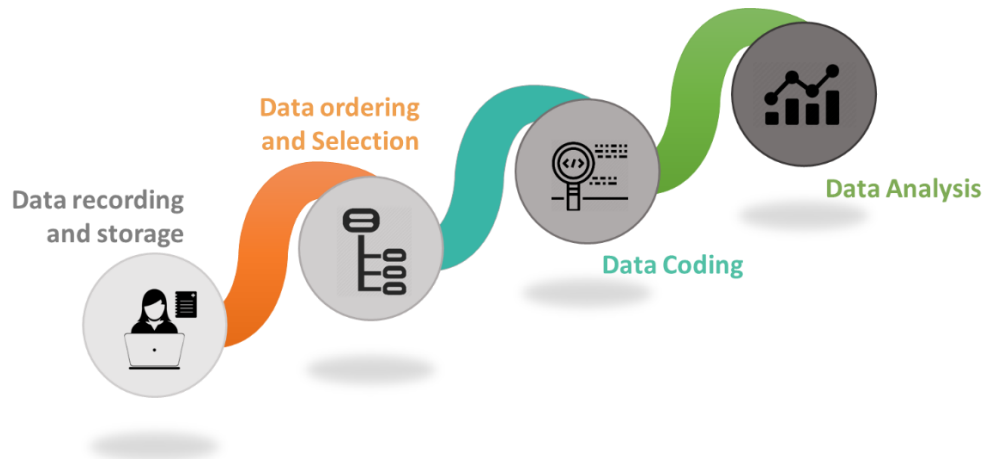 Data recording
and storage
Data ordering
and Selection
Data Coding
Data Analysis